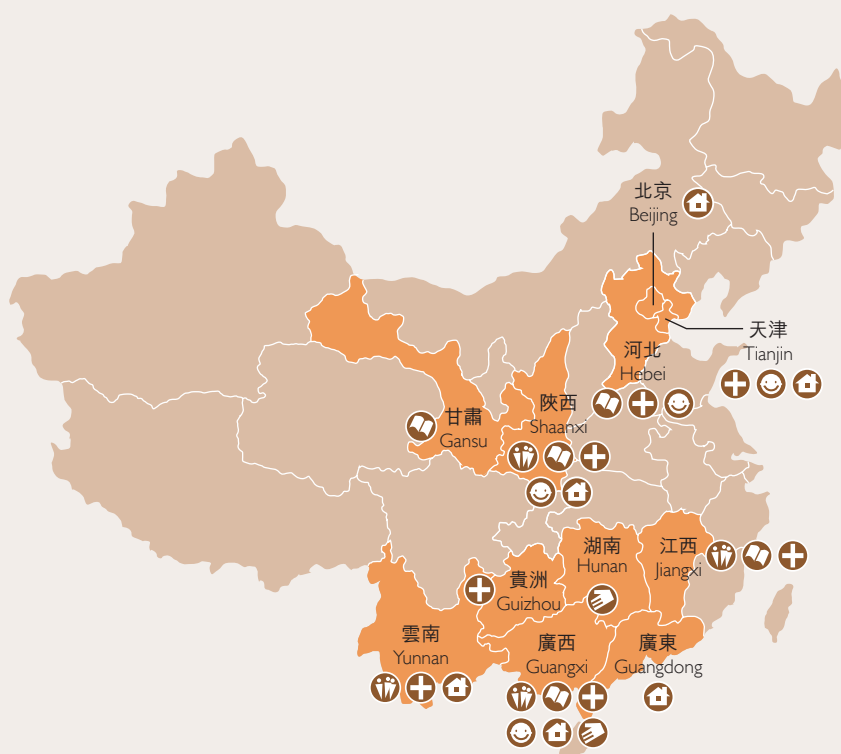 北京
Beijing
天津
Tianjin
河北
Hebei
陝西
Shaanxi
甘肅
Gansu
湖南
Hunan
江西
Jiangxi
貴洲
Guizhou
雲南
Yunnan
廣西
Guangxi
廣東
Guangdong